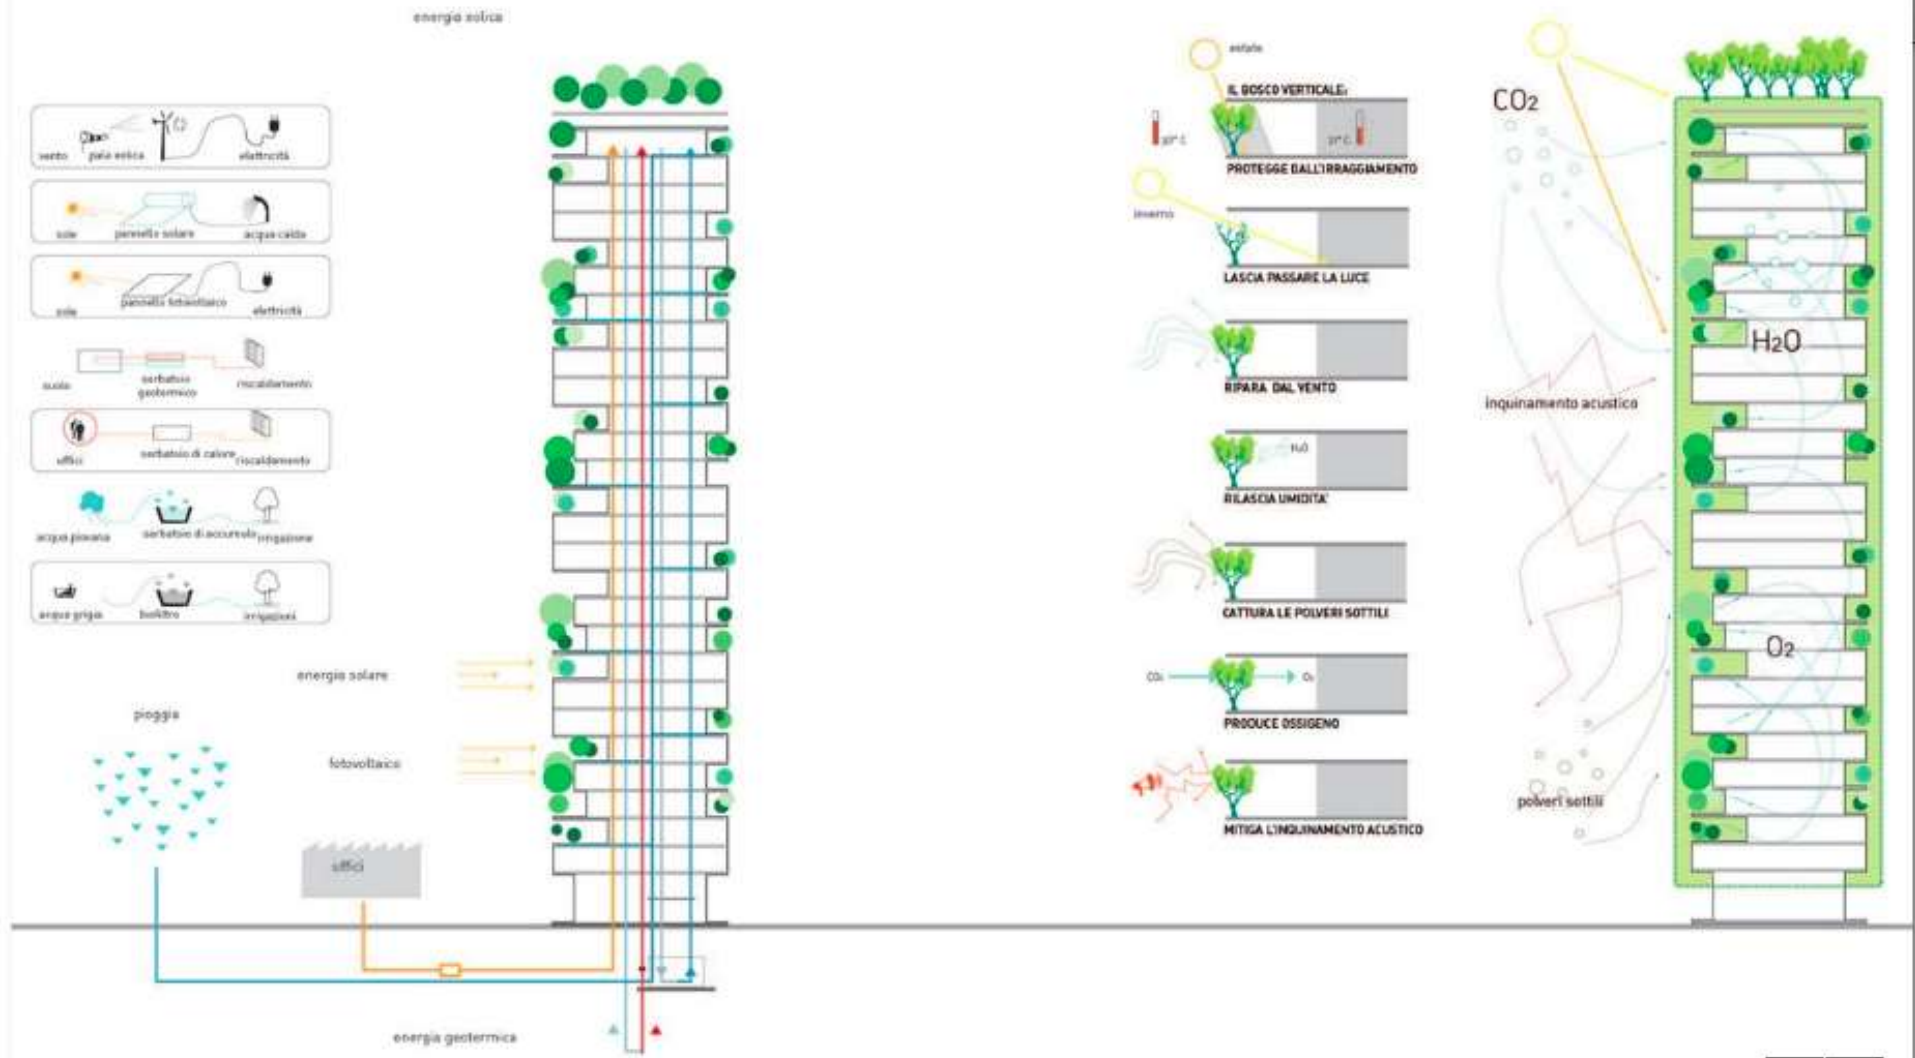 energia eolica
vento
pala eolica
elettricità
sole
pannello solare
acqua calda
sole
pannello fotovoltaico
elettricità
suolo
serbatoio
geotermico
riscaldamento
uffici
serbatoio di calore
riscaldamento
acqua piovana
serbatoio di accumulo
irrigazione
acqua grigia
biofiltro
irrigazioni
energia solare
pioggia
fotovoltaico
uffici
energia geotermica
estate
IL BOSCO VERTICALE:
PROTEGGE DALL'IRRAGGIAMENTO
inverno
LASCIA PASSARE LA LUCE
RIPARA DAL VENTO
H2O
RILASCIA UMIDITA'
CATTURA LE POLVERI SOTTILI
CO2
O2
PRODUCE OSSIGENO
MITIGA L'INQUINAMENTO ACUSTICO
CO2
H2O
inquinamento acustico
O2
polveri sottili